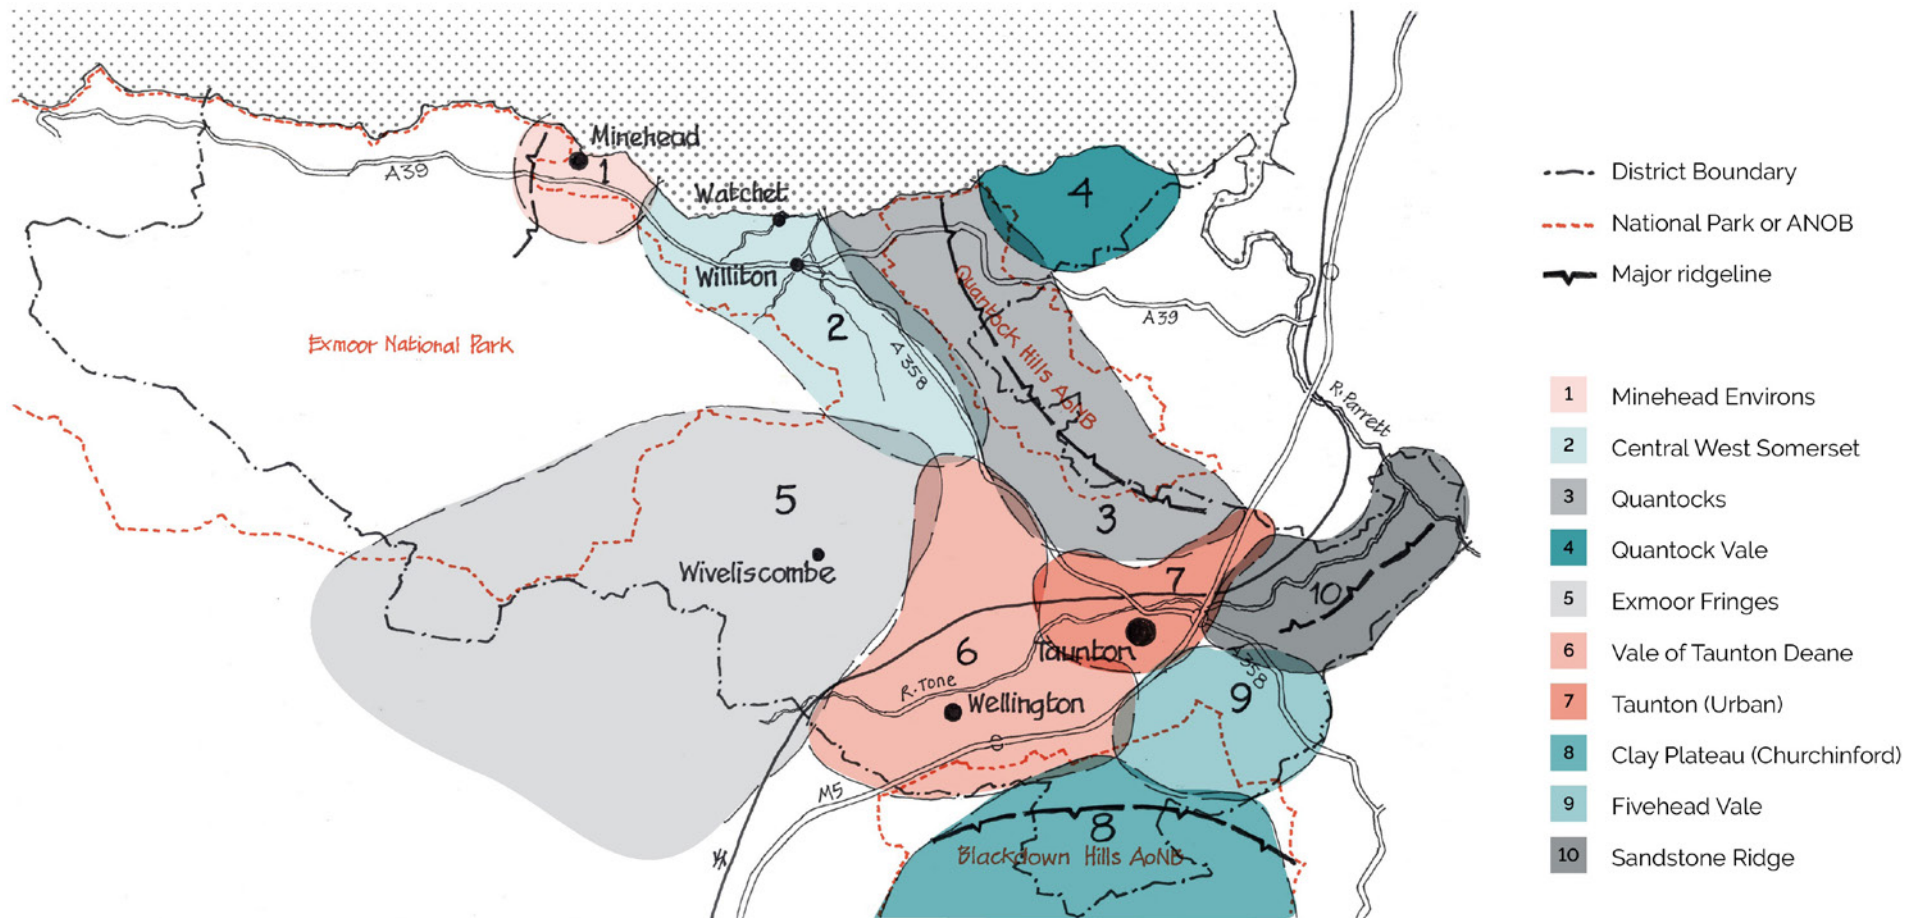 Minehead
1
A39
Watchet
4
Williton
2
A358
Quantock Hills AoNB
A39
Exmoor National Park
R. Parrett
3
5
Wiveliscombe
7
10
Taunton
6
R. Tone
Wellington
A358
9
M5
8
Blackdown Hills AoNB
District Boundary
National Park or ANOB
Major ridgeline
1 Minehead Environs
2 Central West Somerset
3 Quantocks
4 Quantock Vale
5 Exmoor Fringes
6 Vale of Taunton Deane
7 Taunton (Urban)
8 Clay Plateau (Churchinford)
9 Fivehead Vale
10 Sandstone Ridge